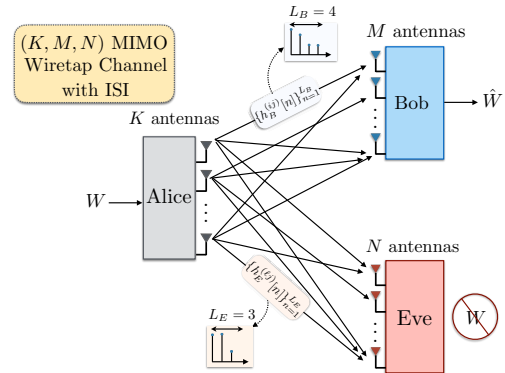 (K, M, N) MIMO
Wiretap Channel
with ISI
L_B = 4
M antennas
{h_B^{(ij)}[n]}_{n=1}^{L_B}
Bob
Ŵ
K antennas
W
Alice
N antennas
{h_E^{(ℓj)}[n]}_{n=1}^{L_E}
L_E = 3
Eve
W